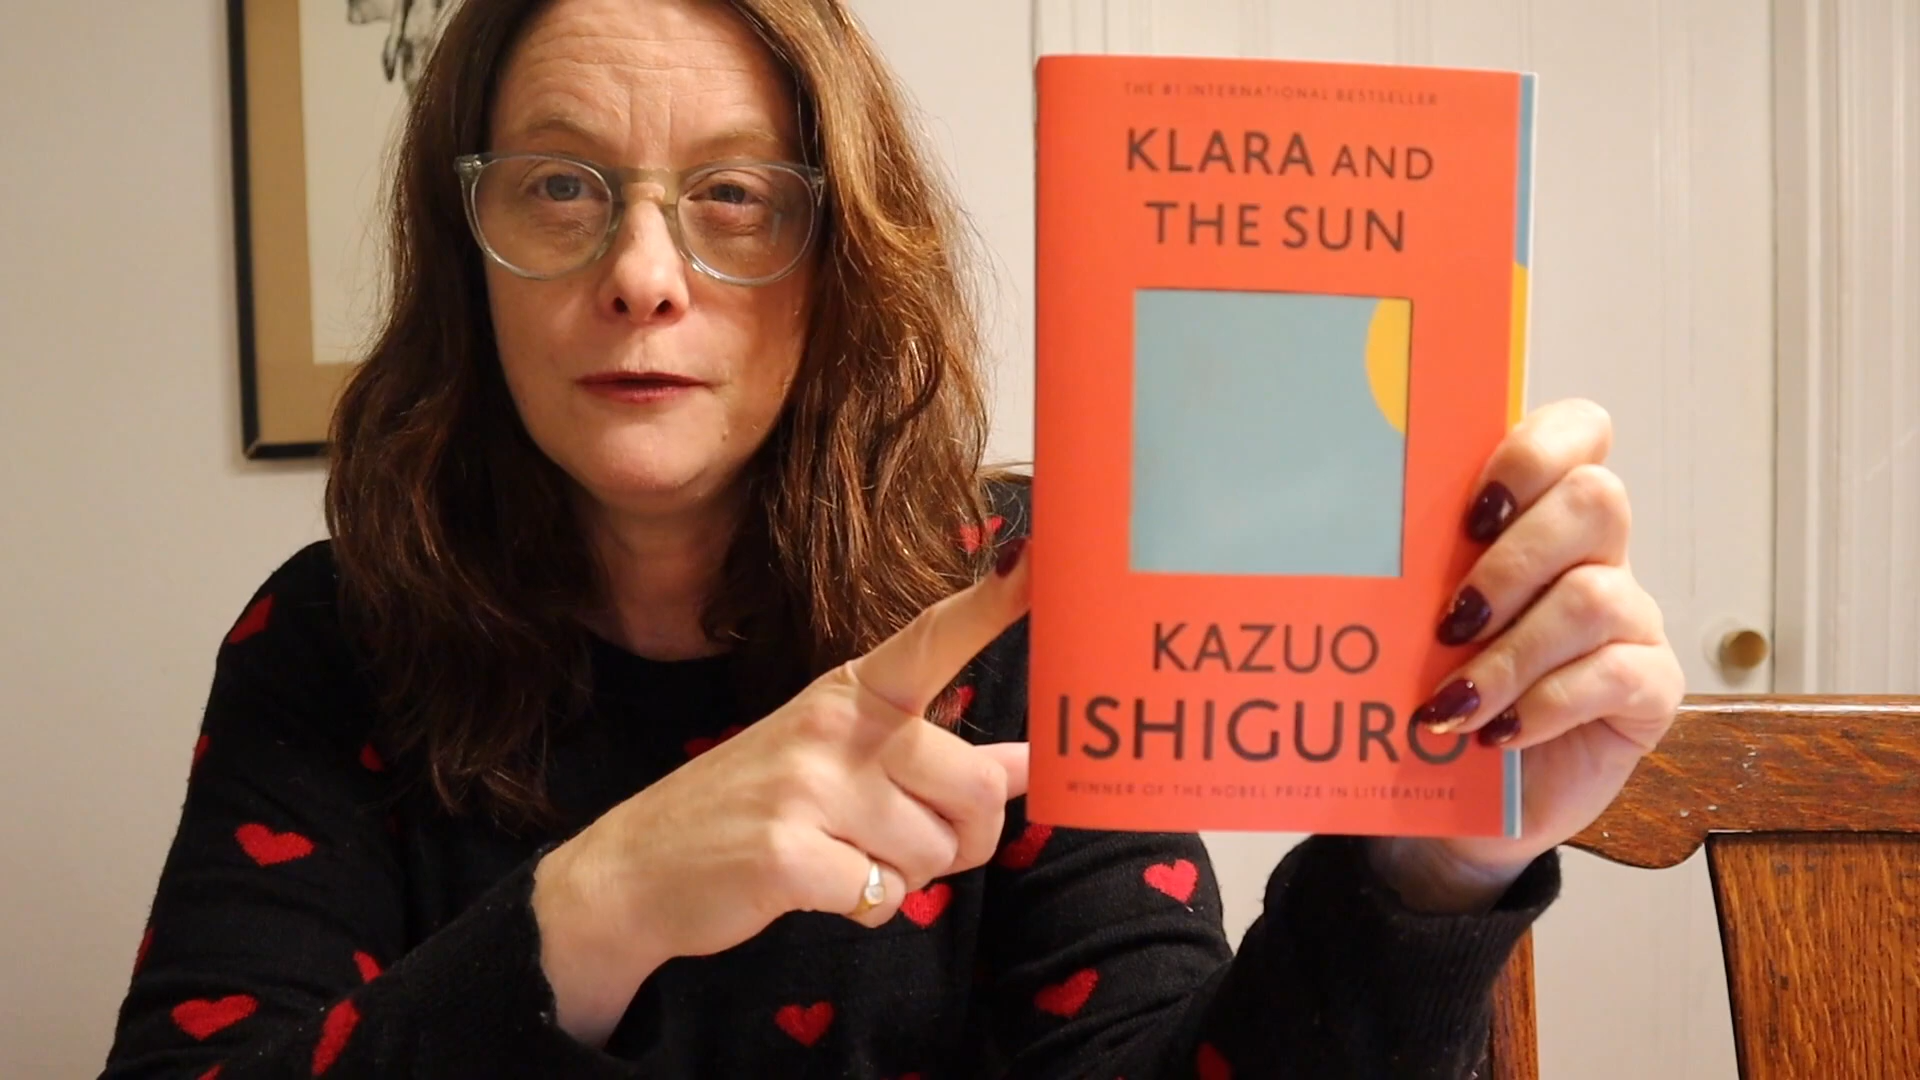 THE #1 INTERNATIONAL BESTSELLER
KLARA AND
THE SUN
KAZUO
ISHIGURO
WINNER OF THE NOBEL PRIZE IN LITERATURE